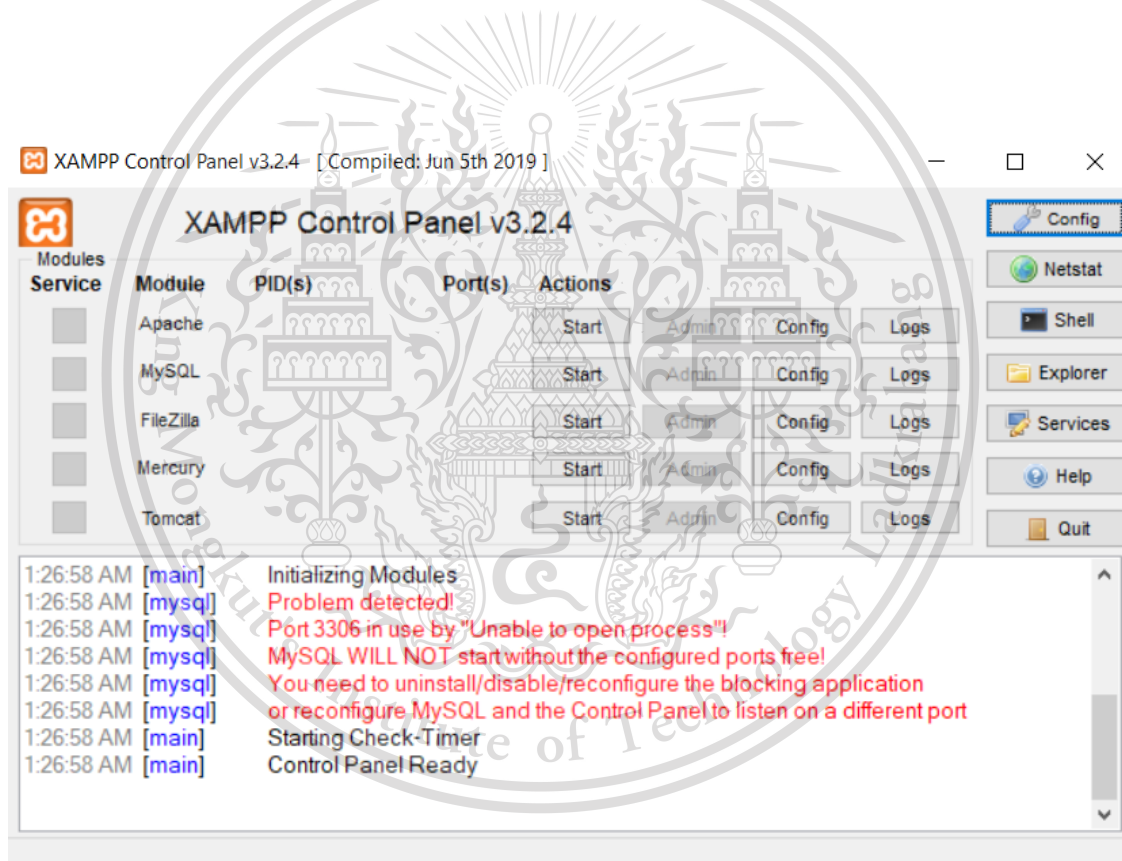 XAMPP Control Panel v3.2.4 [ Compiled: Jun 5th 2019 ]
XAMPP Control Panel v3.2.4
Config
Modules
Service Module PID(s) Port(s) Actions
Netstat
Apache Start Admin Config Logs
Shell
MySQL Start Admin Config Logs
Explorer
FileZilla Start Admin Config Logs
Services
Mercury Start Admin Config Logs
Help
Tomcat Start Admin Config Logs
Quit
1:26:58 AM [main] Initializing Modules
1:26:58 AM [mysql] Problem detected!
1:26:58 AM [mysql] Port 3306 in use by "Unable to open process"!
1:26:58 AM [mysql] MySQL WILL NOT start without the configured ports free!
1:26:58 AM [mysql] You need to uninstall/disable/reconfigure the blocking application
1:26:58 AM [mysql] or reconfigure MySQL and the Control Panel to listen on a different port
1:26:58 AM [main] Starting Check-Timer
1:26:58 AM [main] Control Panel Ready
King Mongkut's Institute of Technology Ladkrabang